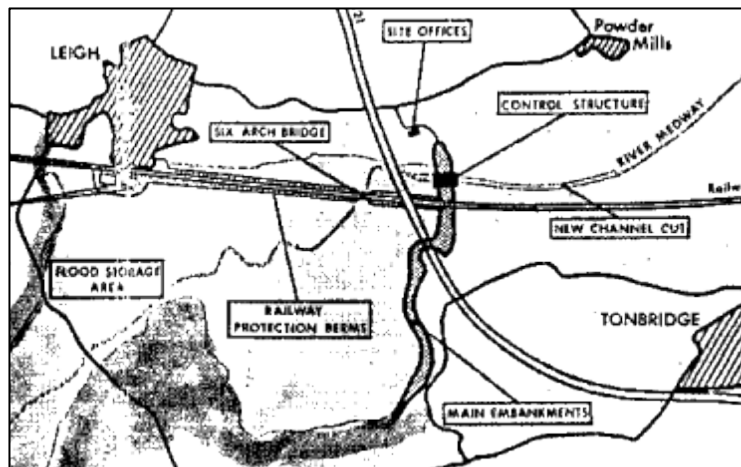 21
Powder
Mills
SITE OFFICES
LEIGH
CONTROL STRUCTURE
SIX ARCH BRIDGE
RIVER MEDWAY
Railw
NEW CHANNEL CUT
FLOOD STORAGE
AREA
RAILWAY
PROTECTION BERMS
TONBRIDGE
MAIN EMBANKMENTS